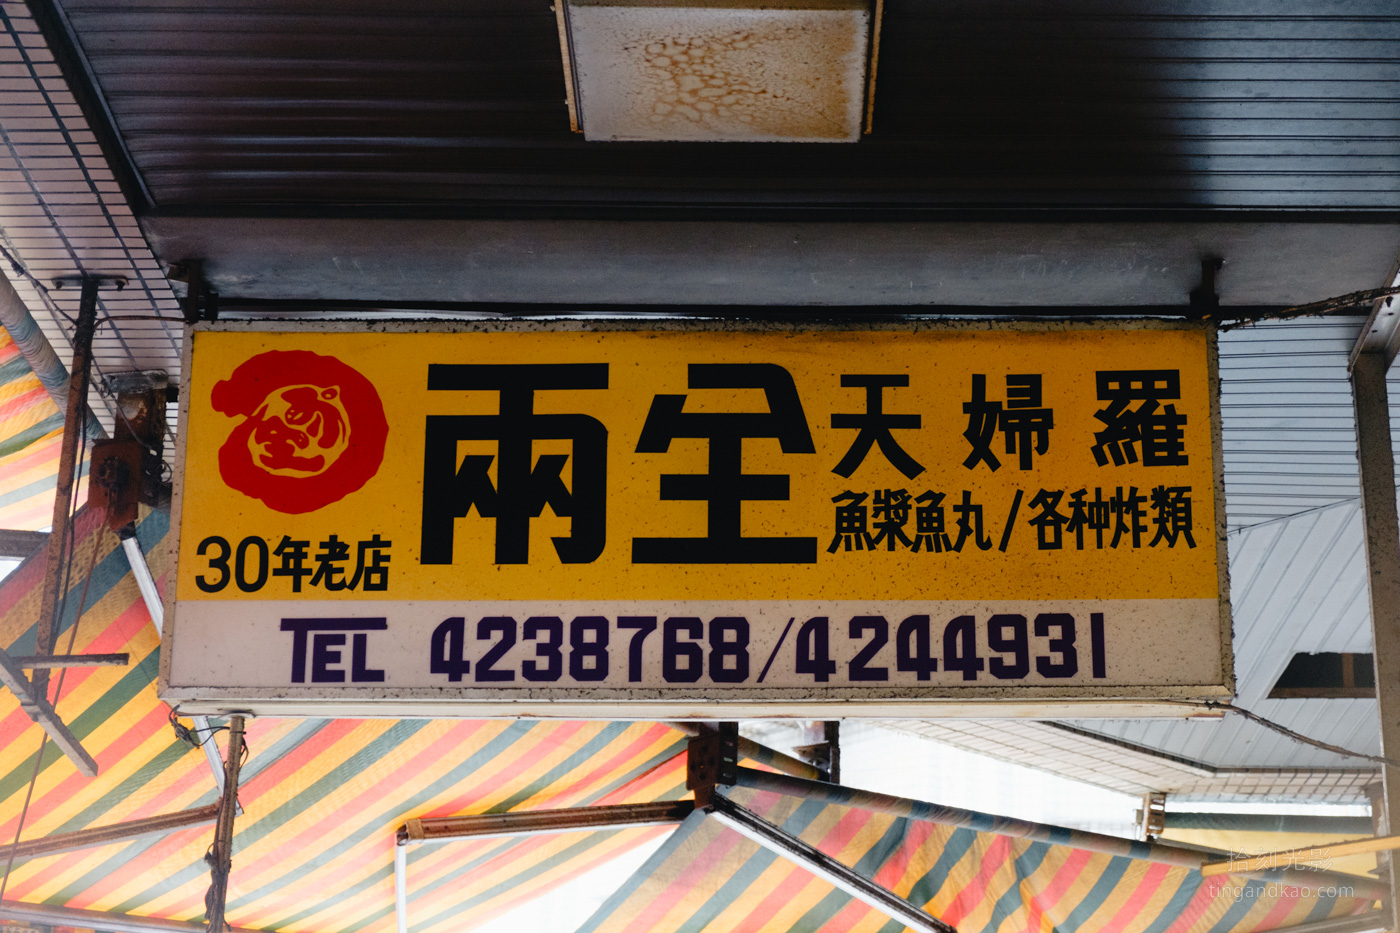 兩全
天婦羅
魚漿魚丸/各种炸類
30年老店
TEL 4238768/4244931
拾刻光影
tingandkao.com